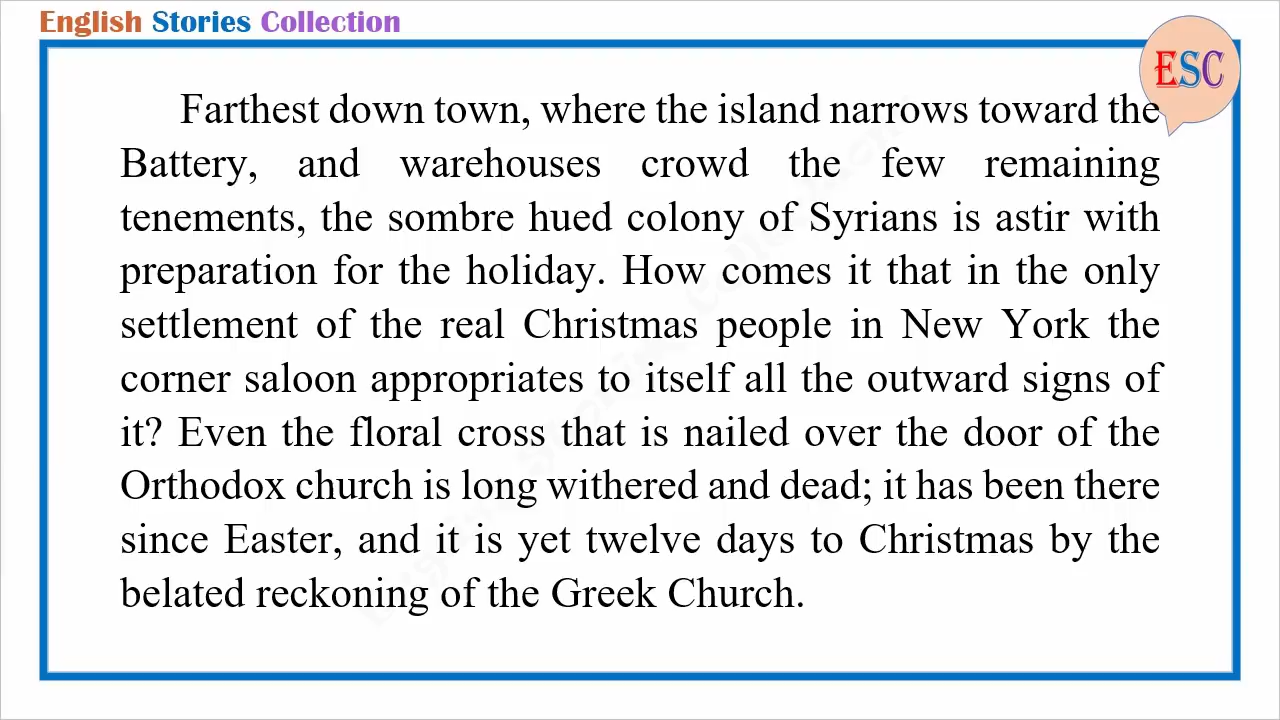 English Stories Collection
ESC
Farthest down town, where the island narrows toward the
Battery, and warehouses crowd the few remaining
tenements, the sombre hued colony of Syrians is astir with
preparation for the holiday. How comes it that in the only
settlement of the real Christmas people in New York the
corner saloon appropriates to itself all the outward signs of
it? Even the floral cross that is nailed over the door of the
Orthodox church is long withered and dead; it has been there
since Easter, and it is yet twelve days to Christmas by the
belated reckoning of the Greek Church.